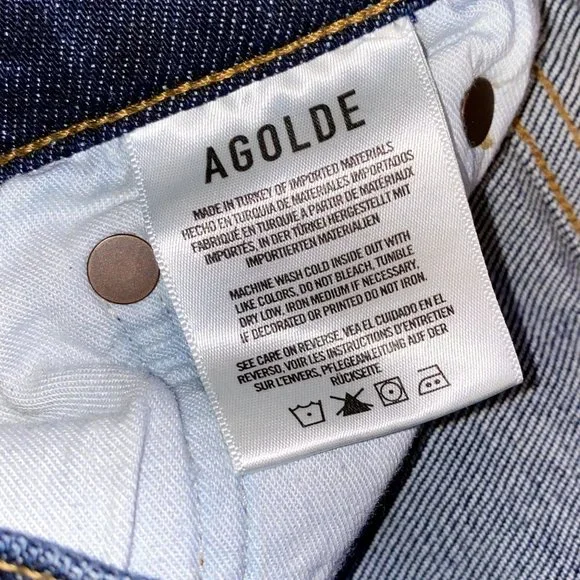 AGOLDE
MADE IN TURKEY OF IMPORTED MATERIALS
HECHO EN TURQUIA DE MATERIALES IMPORTADOS
FABRIQUÉ EN TURQUIE A PARTIR DE MATÉRIAUX
IMPORTÉS, IN DER TÜRKEI HERGESTELLT MIT
IMPORTIERTEN MATERIALIEN
MACHINE WASH COLD INSIDE OUT WITH
LIKE COLORS, DO NOT BLEACH, TUMBLE
DRY LOW, IRON MEDIUM IF NECESSARY,
IF DECORATED OR PRINTED DO NOT IRON.
SEE CARE ON REVERSE, VEA EL CUIDADO EN EL
REVERSO, VOIR LES INSTRUCTIONS D'ENTRETIEN
SUR L'ENVERS, PFLEGEANLEITUNG AUF DER
RÜCKSEITE